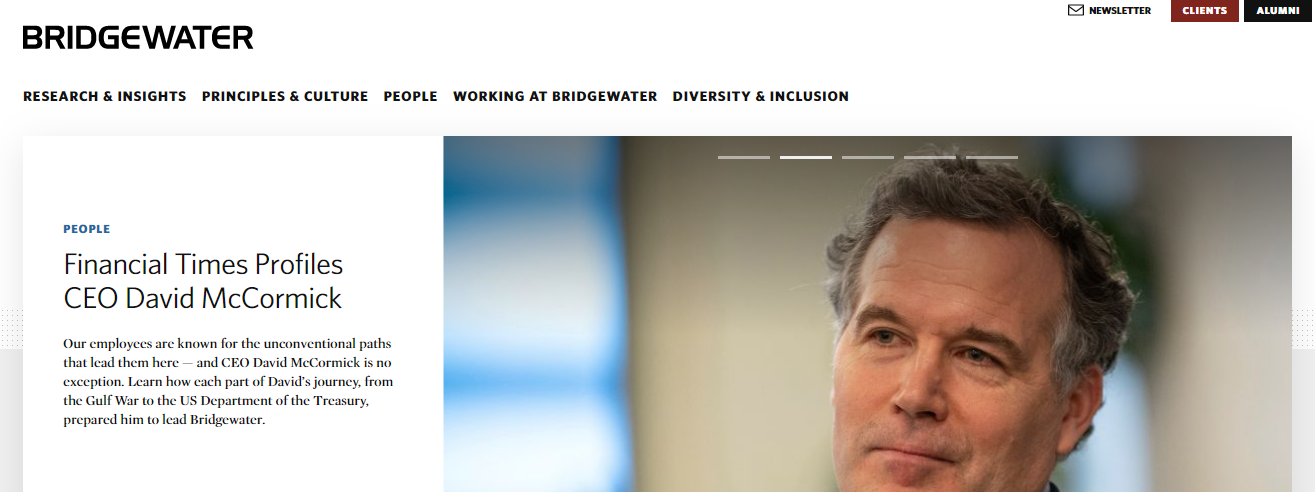 NEWSLETTER CLIENTS ALUMNI
BRIDGEWATER
RESEARCH & INSIGHTS PRINCIPLES & CULTURE PEOPLE WORKING AT BRIDGEWATER DIVERSITY & INCLUSION
PEOPLE
Financial Times Profiles
CEO David McCormick
Our employees are known for the unconventional paths
that lead them here — and CEO David McCormick is no
exception. Learn how each part of David's journey, from
the Gulf War to the US Department of the Treasury,
prepared him to lead Bridgewater.